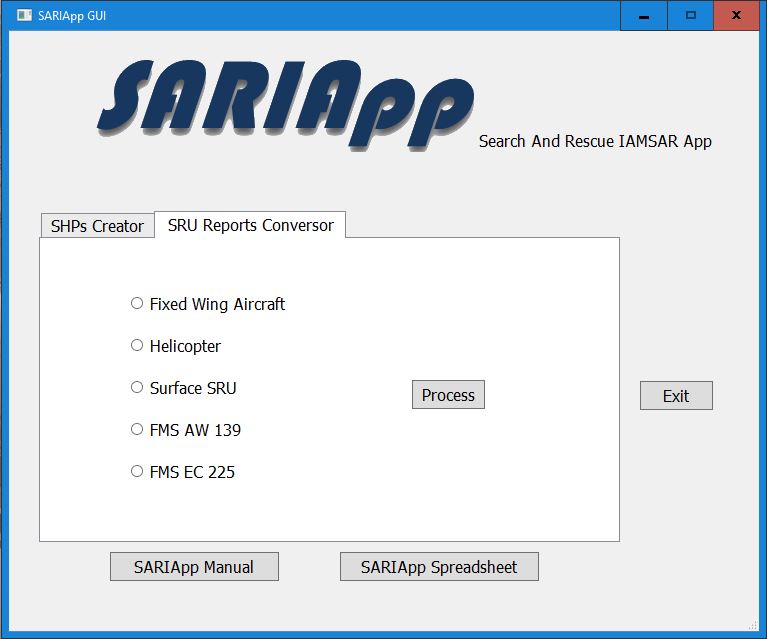 SARIApp GUI
SARIApp
Search And Rescue IAMSAR App
SHPs Creator
SRU Reports Conversor
Fixed Wing Aircraft
Helicopter
Surface SRU
FMS AW 139
FMS EC 225
Process
Exit
SARIApp Manual
SARIApp Spreadsheet